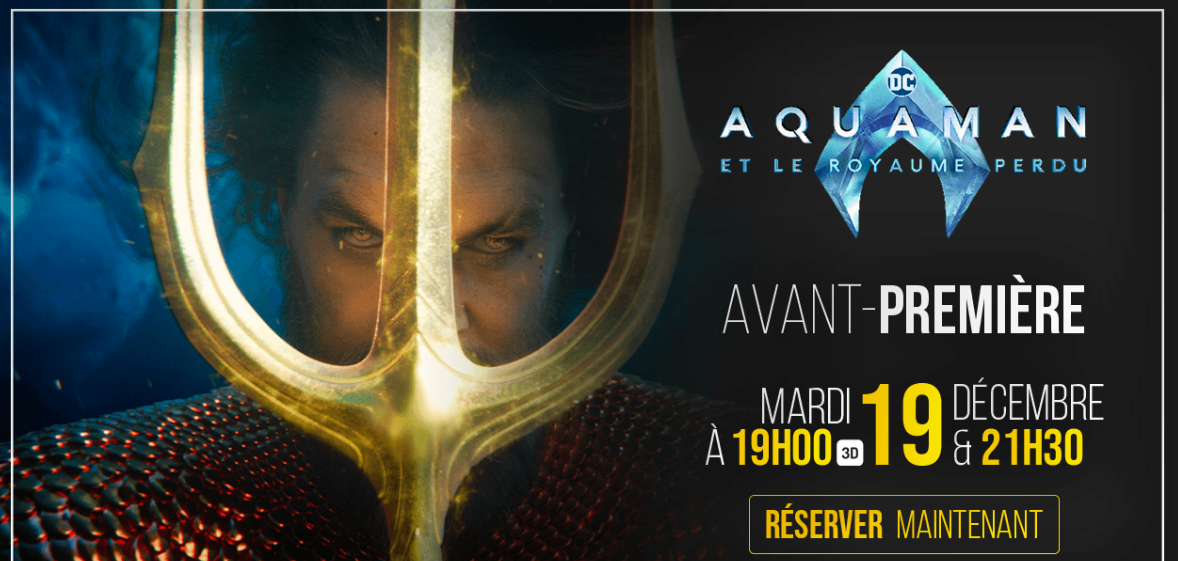 DC
AQUAMAN
ET LE ROYAUME PERDU
AVANT-PREMIÈRE
MARDI 19 DÉCEMBRE
À 19H00 3D & 21H30
RÉSERVER MAINTENANT